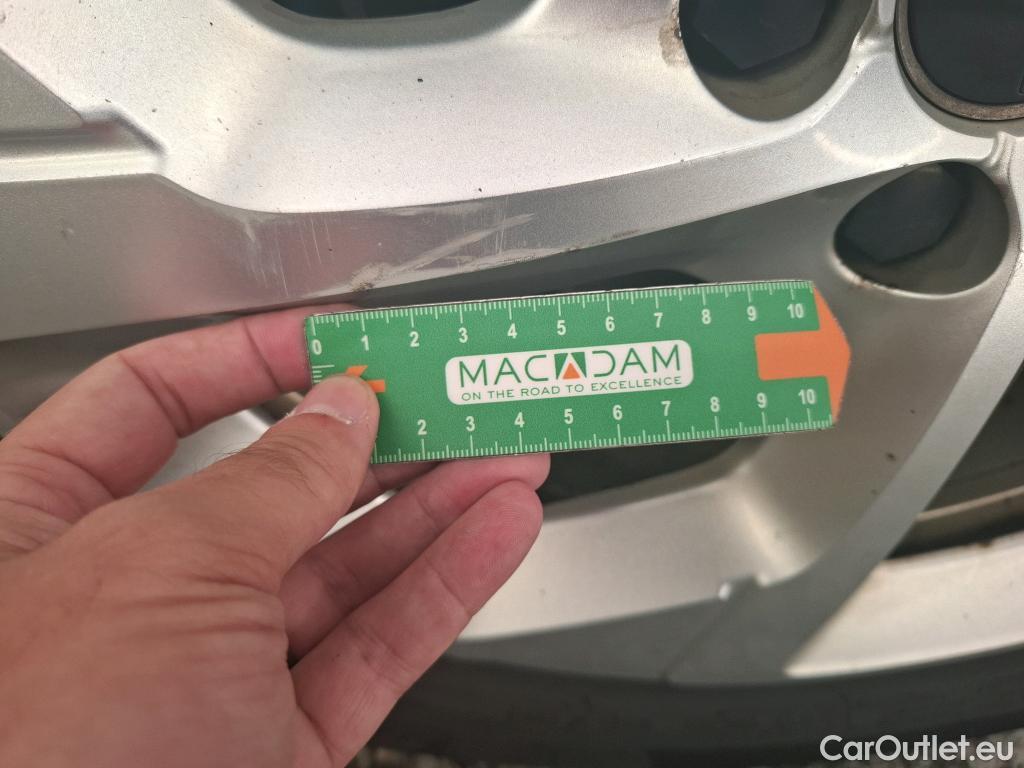 0 1 2 3 4 5 6 7 8 9 10
MACADAM
ON THE ROAD TO EXCELLENCE
2 3 4 5 6 7 8 9 10
CarOutlet.eu